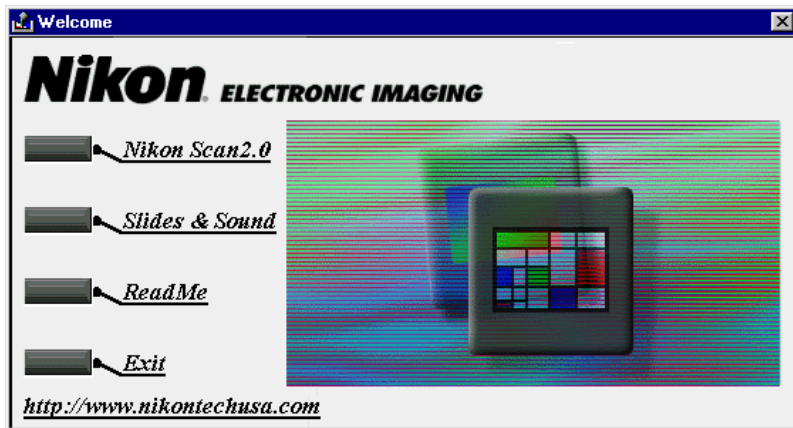 Welcome
Nikon ELECTRONIC IMAGING
Nikon Scan2.0
Slides & Sound
ReadMe
Exit
http://www.nikontechusa.com